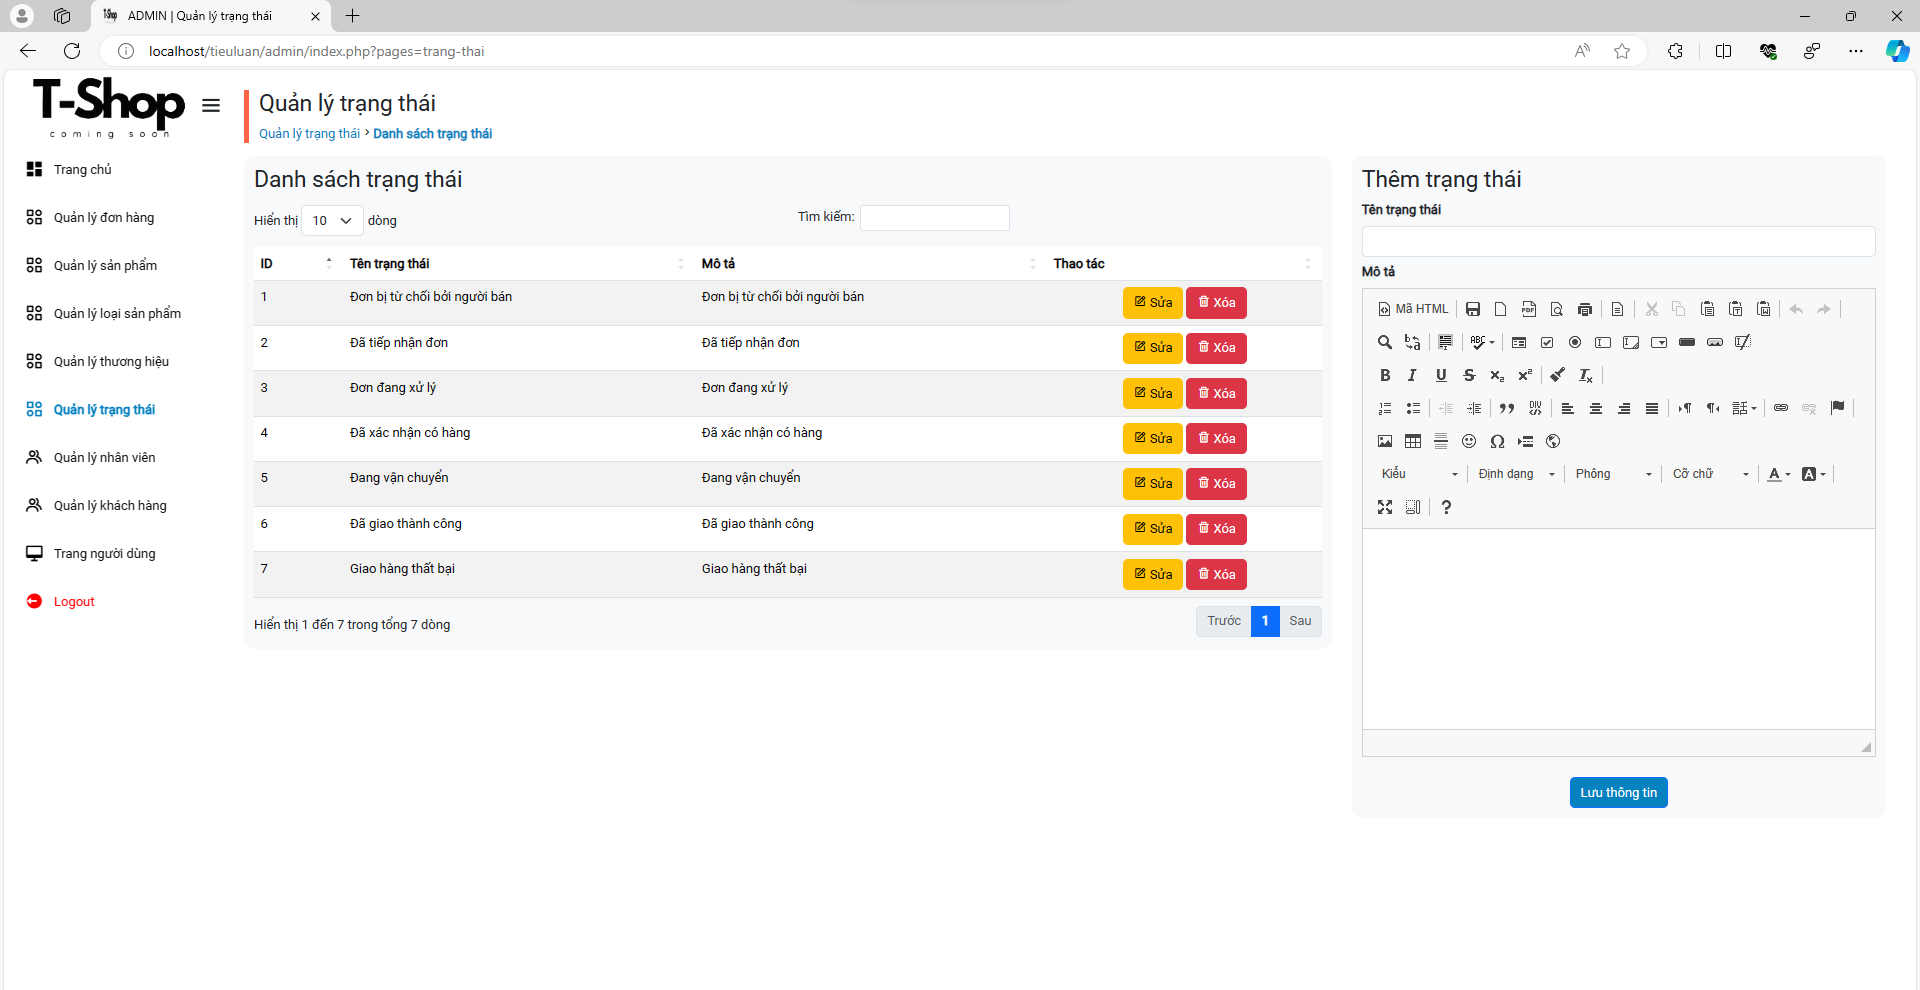 T-Shop
ADMIN | Quản lý trạng thái
localhost/tieuluan/admin/index.php?pages=trang-thai
T-Shop
coming soon
Trang chủ
Quản lý đơn hàng
Quản lý sản phẩm
Quản lý loại sản phẩm
Quản lý thương hiệu
Quản lý trạng thái
Quản lý nhân viên
Quản lý khách hàng
Trang người dùng
Logout
Quản lý trạng thái
Quản lý trạng thái › Danh sách trạng thái
Danh sách trạng thái
Hiển thị 10 dòng
Tìm kiếm:
ID Tên trạng thái Mô tả Thao tác
1 Đơn bị từ chối bởi người bán Đơn bị từ chối bởi người bán Sửa Xóa
2 Đã tiếp nhận đơn Đã tiếp nhận đơn Sửa Xóa
3 Đơn đang xử lý Đơn đang xử lý Sửa Xóa
4 Đã xác nhận có hàng Đã xác nhận có hàng Sửa Xóa
5 Đang vận chuyển Đang vận chuyển Sửa Xóa
6 Đã giao thành công Đã giao thành công Sửa Xóa
7 Giao hàng thất bại Giao hàng thất bại Sửa Xóa
Hiển thị 1 đến 7 trong tổng 7 dòng
Trước 1 Sau
Thêm trạng thái
Tên trạng thái
Mô tả
Mã HTML
Kiểu Định dạng Phông Cỡ chữ
Lưu thông tin